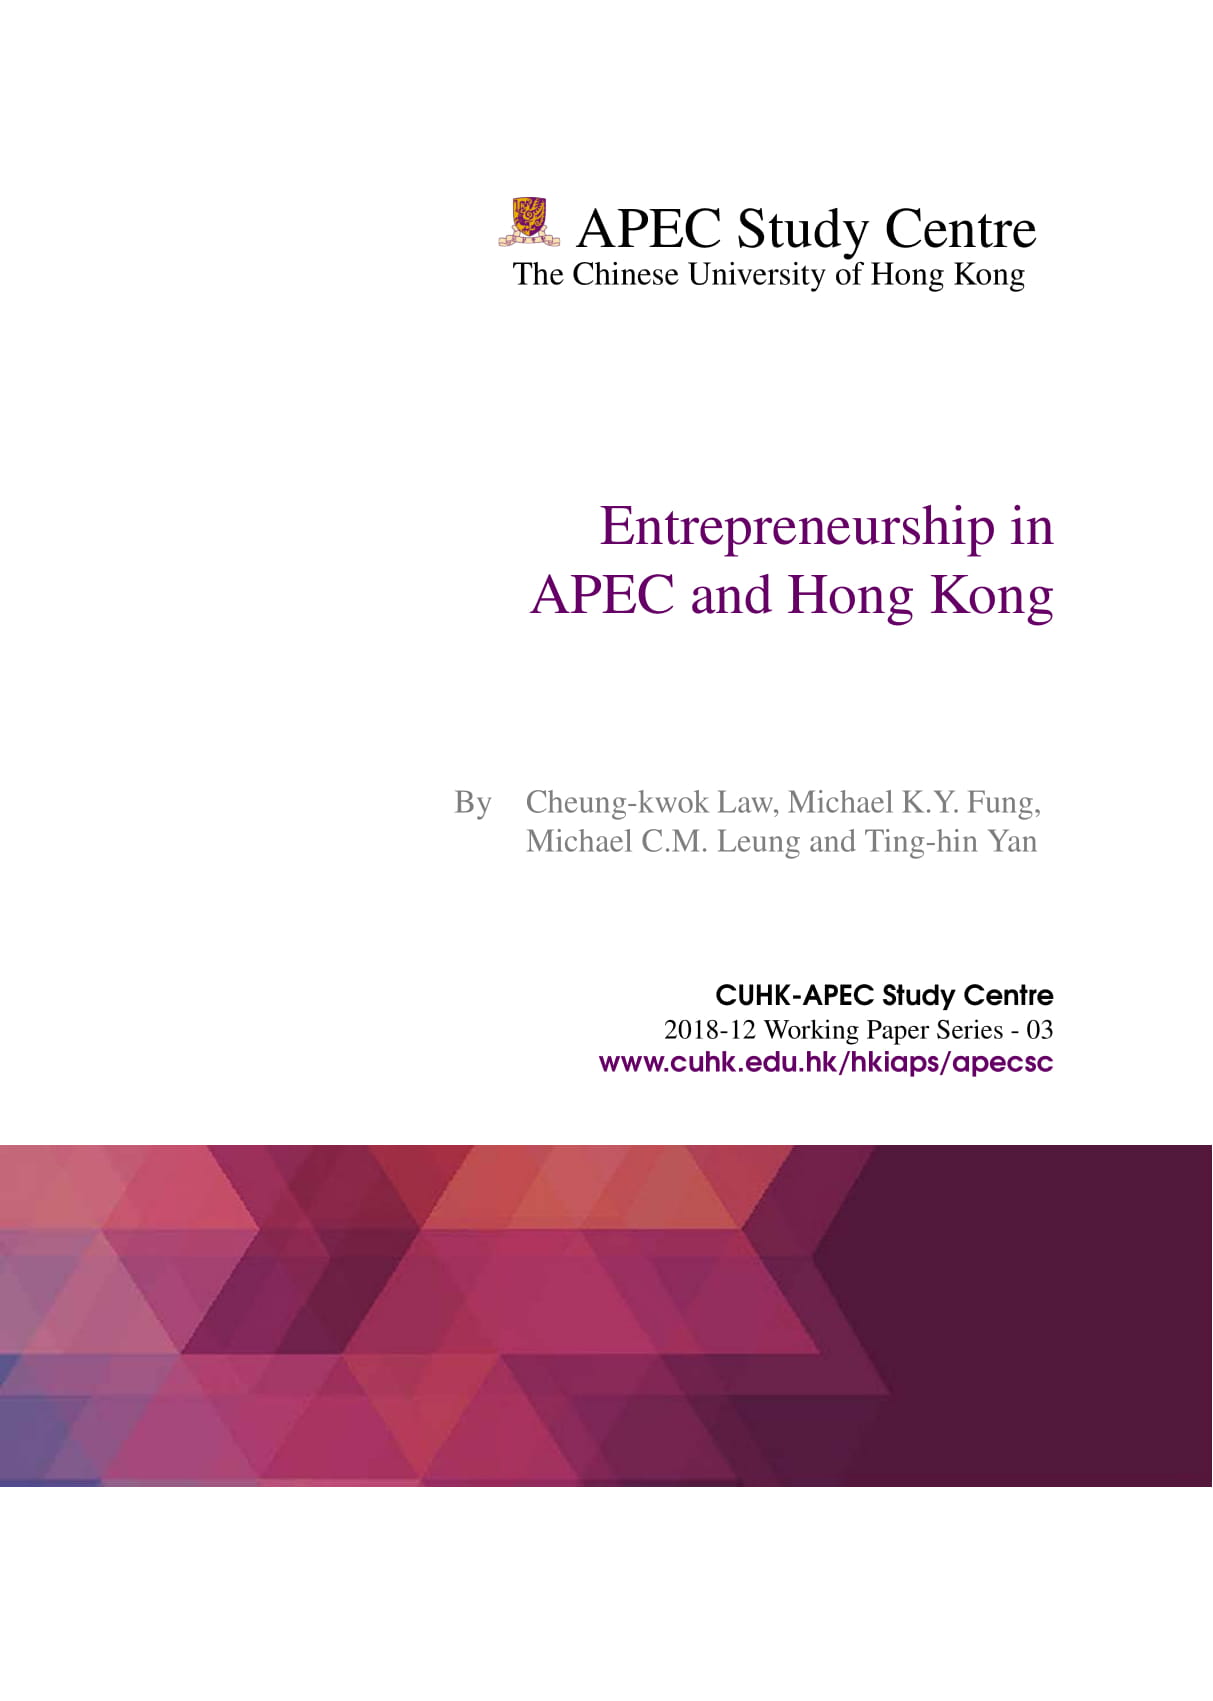 APEC Study Centre
The Chinese University of Hong Kong
Entrepreneurship in
APEC and Hong Kong
By Cheung-kwok Law, Michael K.Y. Fung,
Michael C.M. Leung and Ting-hin Yan
CUHK-APEC Study Centre
2018-12 Working Paper Series - 03
www.cuhk.edu.hk/hkiaps/apecsc